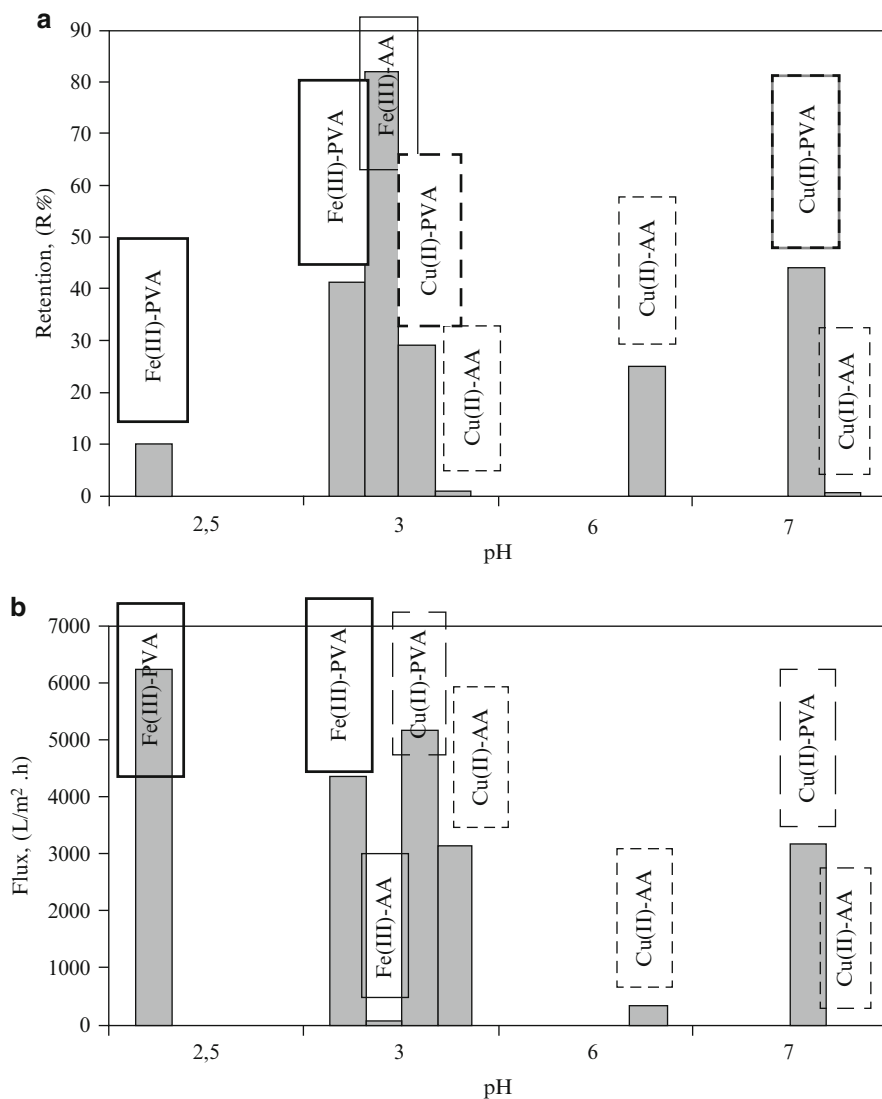 a
90
80
70
60
50
40
30
20
10
0
Retention, (R%)
Fe(III)-PVA
Fe(III)-PVA
Fe(III)-AA
Cu(II)-PVA
Cu(II)-AA
Cu(II)-AA
Cu(II)-PVA
Cu(II)-AA
2,5 3 6 7
pH
b
7000
6000
5000
4000
3000
2000
1000
0
Flux, (L/m² .h)
Fe(III)-PVA
Fe(III)-PVA
Fe(III)-AA
Cu(II)-PVA
Cu(II)-AA
Cu(II)-AA
Cu(II)-PVA
Cu(II)-AA
2,5 3 6 7
pH